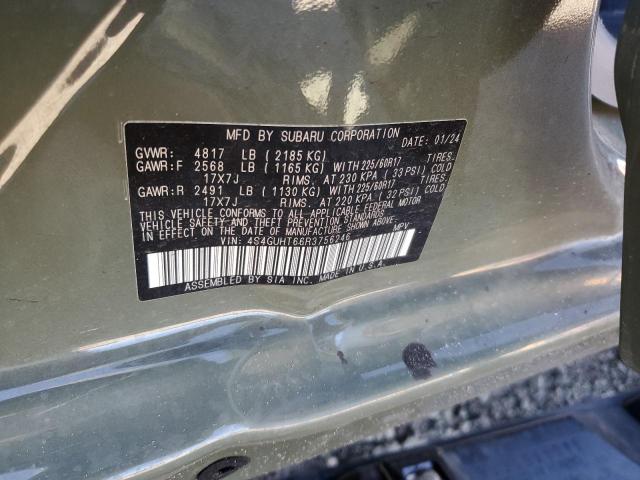 MFD BY SUBARU CORPORATION DATE: 01/24
GVWR: 4817 LB (2185 KG)
GAWR:F 2568 LB (1165 KG) WITH 225/60R17 TIRES,
17X7J RIMS, AT 230 KPA (33 PSI) COLD
GAWR:R 2491 LB (1130 KG) WITH 225/60R17 TIRES,
17X7J RIMS, AT 220 KPA (32 PSI) COLD
THIS VEHICLE CONFORMS TO ALL APPLICABLE FEDERAL MOTOR
VEHICLE SAFETY AND THEFT PREVENTION STANDARDS
IN EFFECT ON THE DATE OF MANUFACTURE SHOWN ABOVE.
VIN: 4S4GUHT66R3756246 MPV
ASSEMBLED BY SIA INC. MADE IN U.S.A.